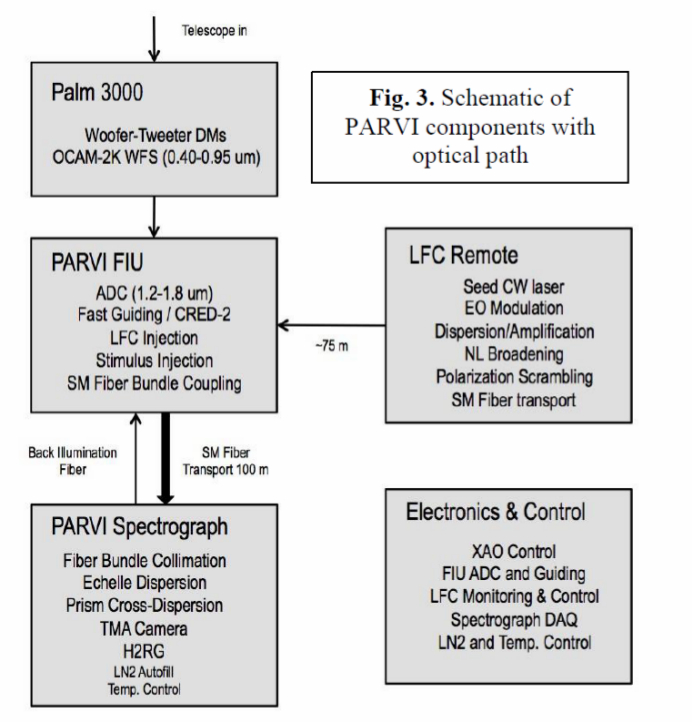 Telescope in
Palm 3000
Woofer-Tweeter DMs
OCAM-2K WFS (0.40-0.95 um)
Fig. 3. Schematic of
PARVI components with
optical path
PARVI FIU
ADC (1.2-1.8 um)
Fast Guiding / CRED-2
LFC Injection
Stimulus Injection
SM Fiber Bundle Coupling
~75 m
LFC Remote
Seed CW laser
EO Modulation
Dispersion/Amplification
NL Broadening
Polarization Scrambling
SM Fiber transport
Back Illumination
Fiber
SM Fiber
Transport 100 m
PARVI Spectrograph
Fiber Bundle Collimation
Echelle Dispersion
Prism Cross-Dispersion
TMA Camera
H2RG
LN2 Autofill
Temp. Control
Electronics & Control
XAO Control
FIU ADC and Guiding
LFC Monitoring & Control
Spectrograph DAQ
LN2 and Temp. Control